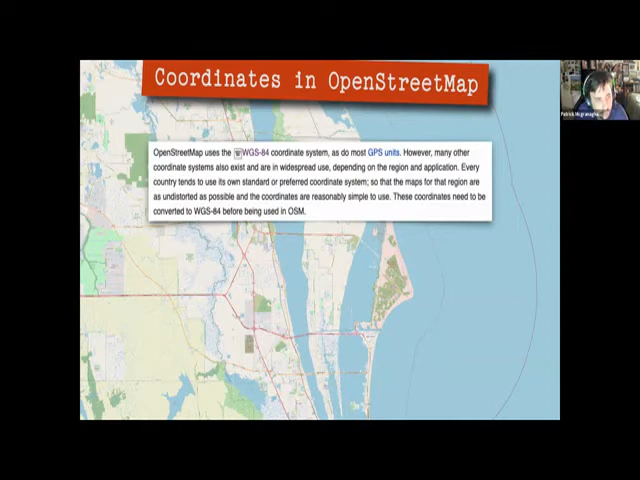 Coordinates in OpenStreetMap
OpenStreetMap uses the WGS-84 coordinate system, as do most GPS units. However, many other
coordinate systems also exist and are in widespread use, depending on the region and application. Every
country tends to use its own standard or preferred coordinate system; so that the maps for that region are
as undistorted as possible and the coordinates are reasonably simple to use. These coordinates need to be
converted to WGS-84 before being used in OSM.